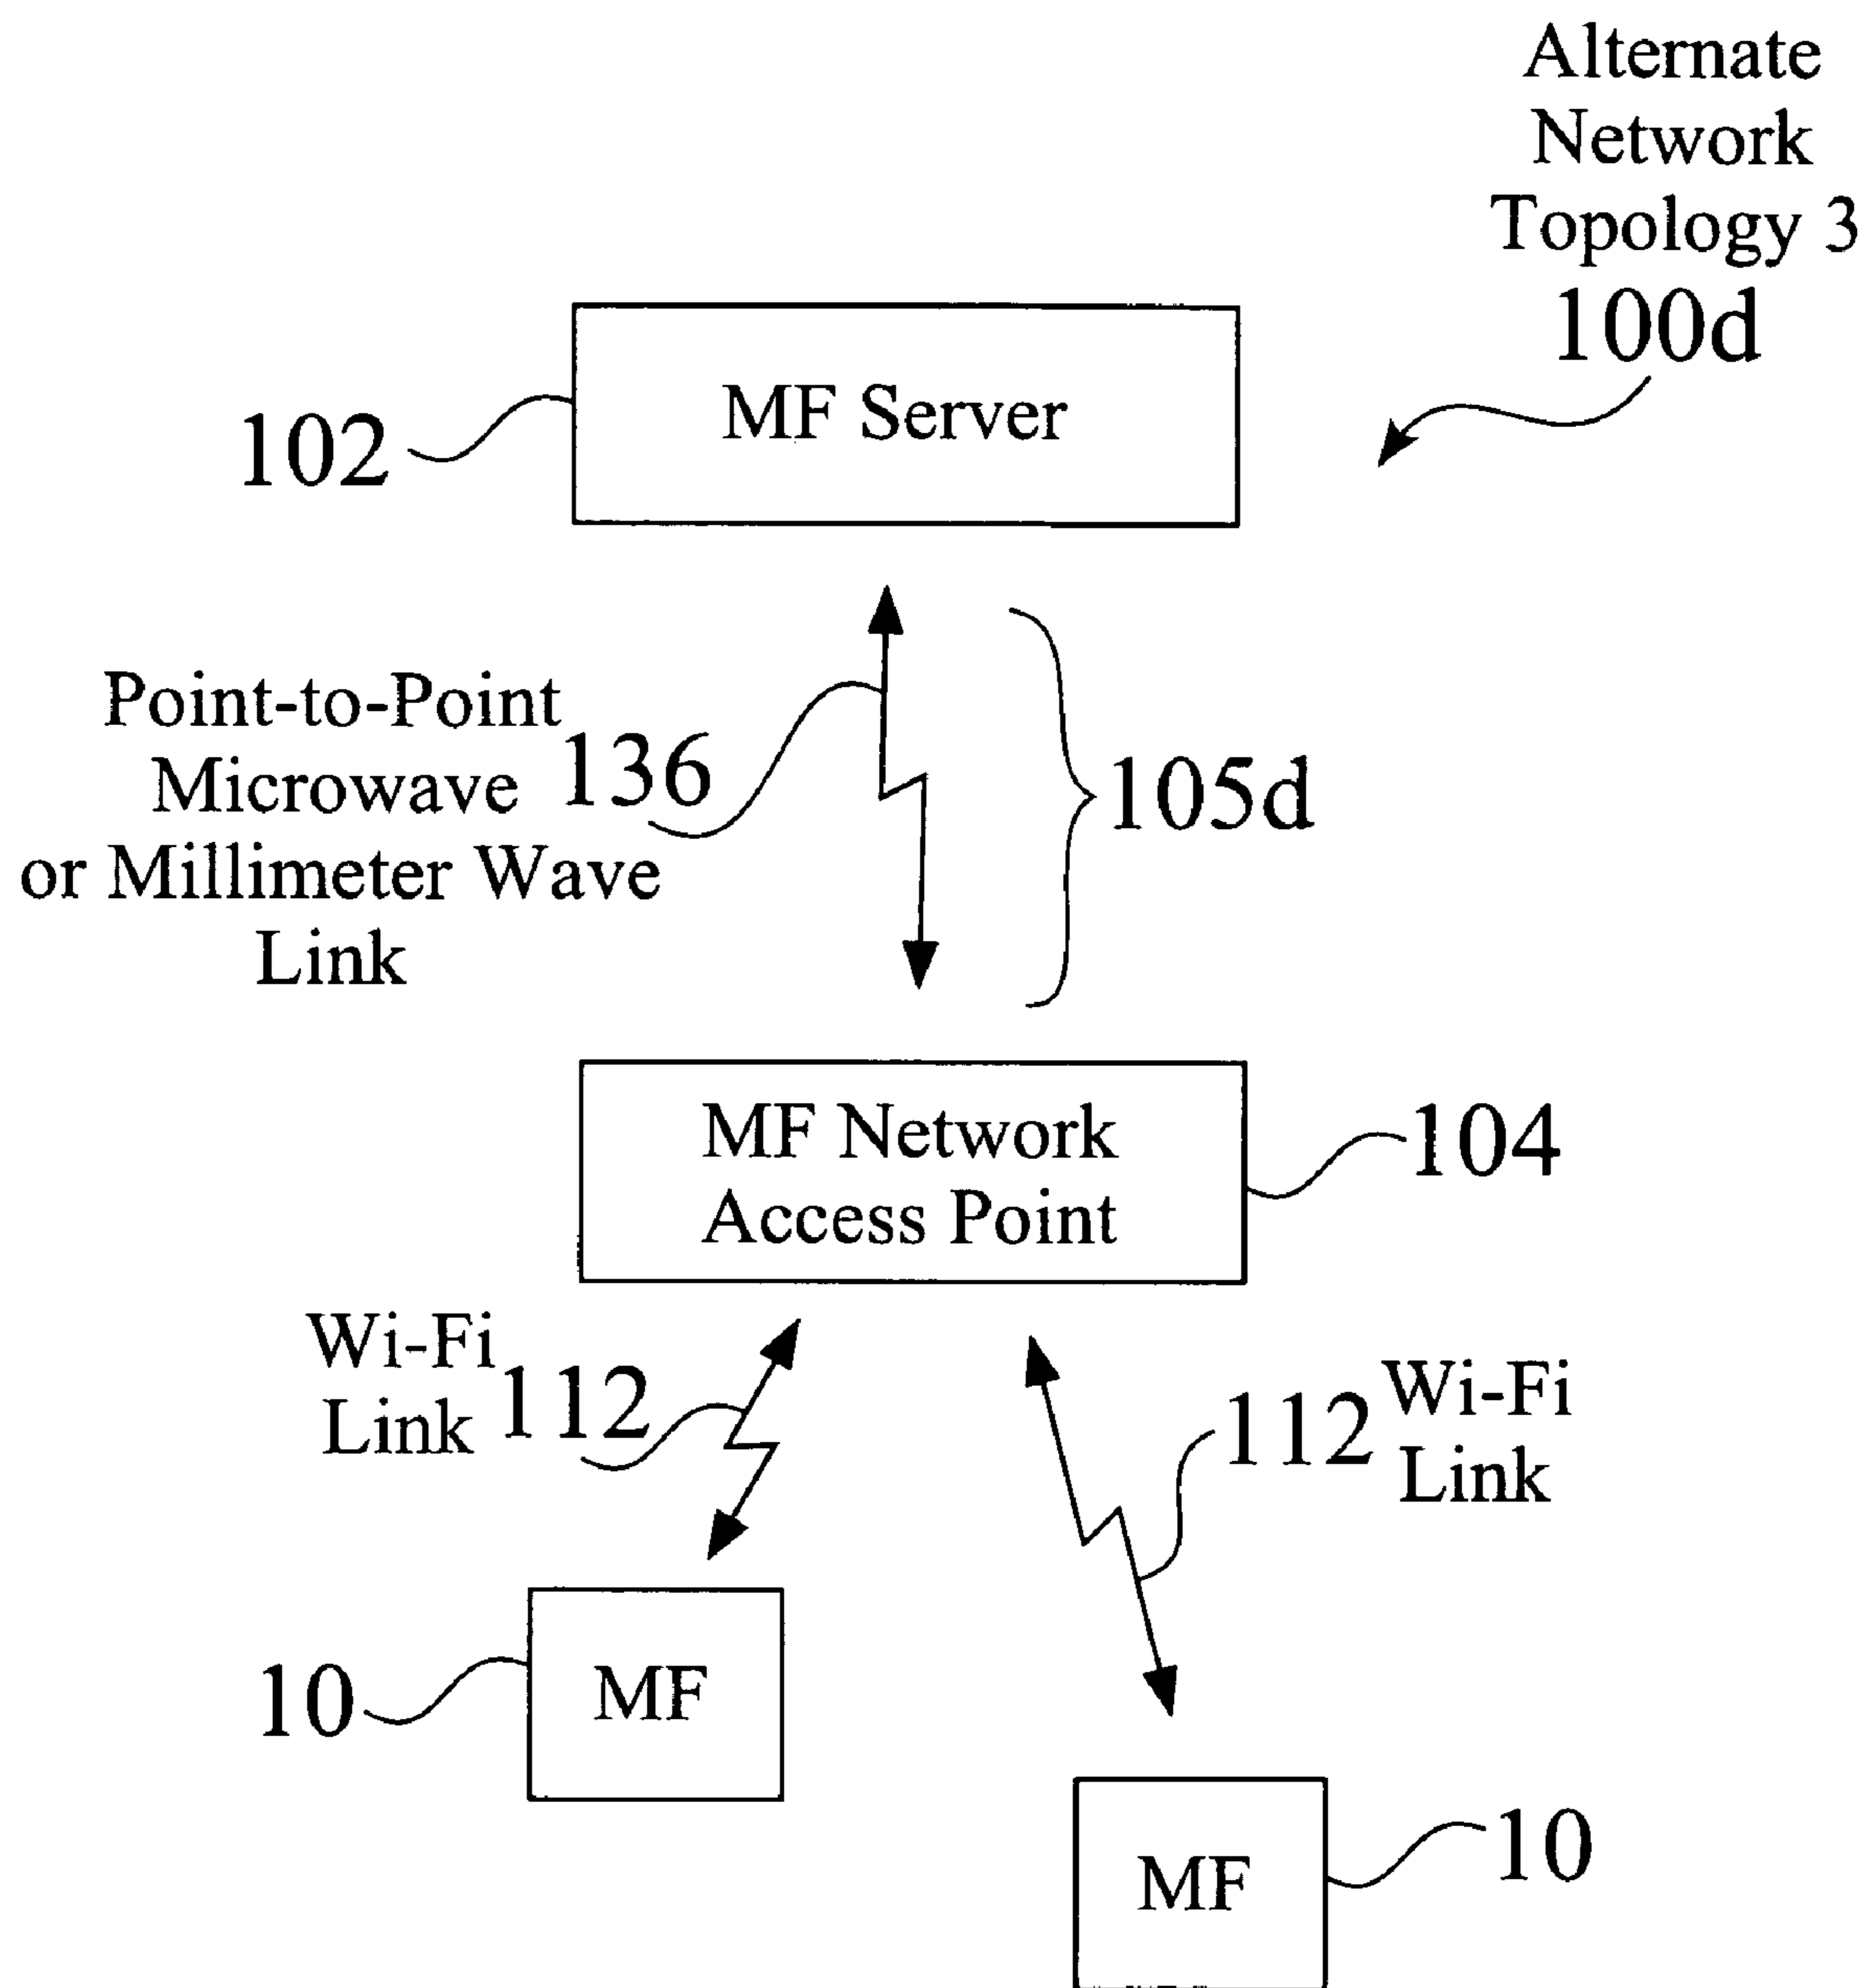 Alternate
Network
Topology 3
100d
MF Server
102
Point-to-Point
Microwave 136
or Millimeter Wave
Link
105d
MF Network
Access Point
104
Wi-Fi
Link 112
112 Wi-Fi
Link
10
MF
MF
10